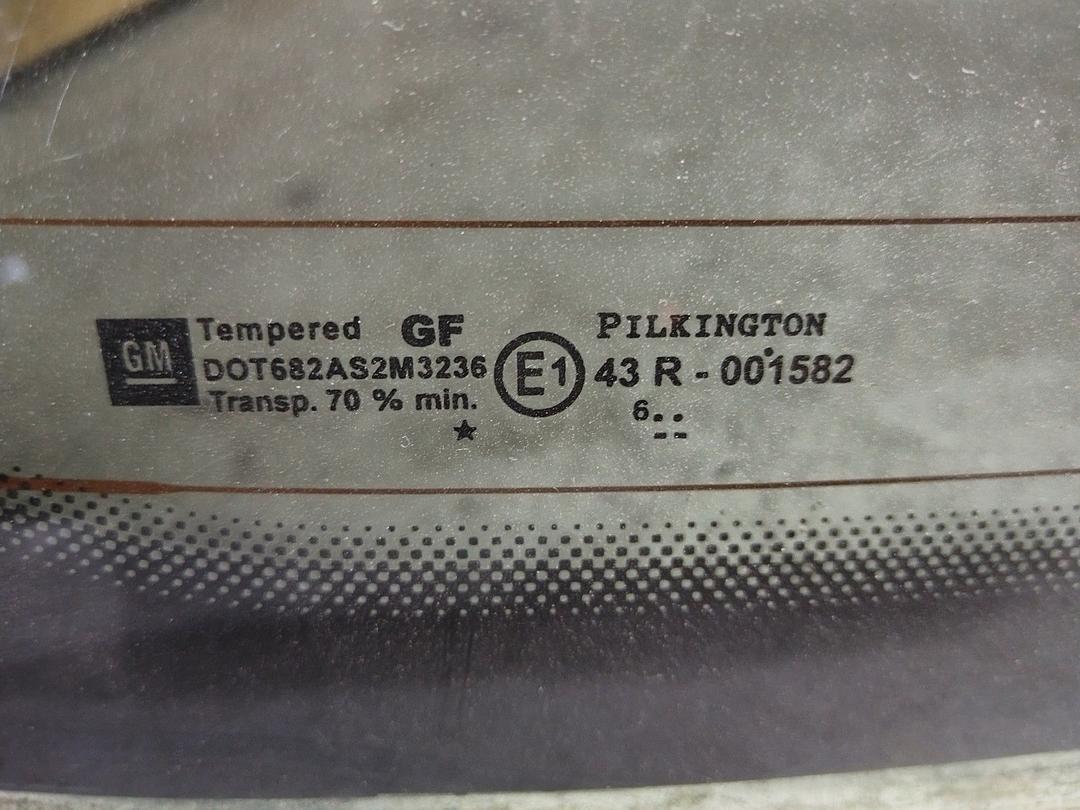 GM
Tempered GF
DOT682AS2M3236
Transp. 70 % min.
E1
PILKINGTON
43 R - 001582
6..
--